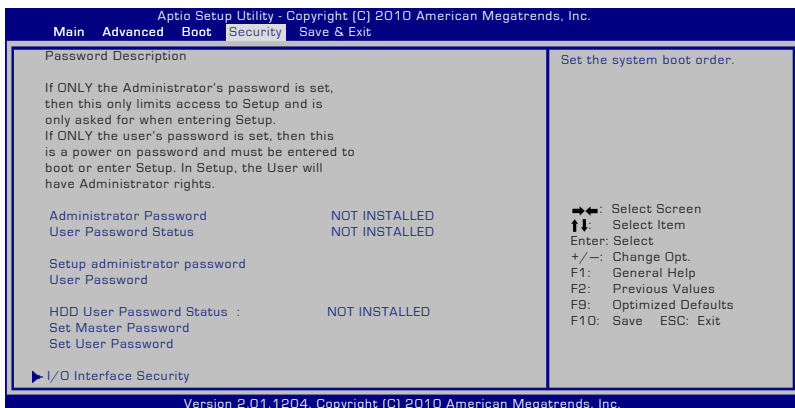 Aptio Setup Utility - Copyright (C) 2010 American Megatrends, Inc.
Main Advanced Boot Security Save & Exit
Password Description
If ONLY the Administrator's password is set,
then this only limits access to Setup and is
only asked for when entering Setup.
If ONLY the user's password is set, then this
is a power on password and must be entered to
boot or enter Setup. In Setup, the User will
have Administrator rights.
Administrator Password NOT INSTALLED
User Password Status NOT INSTALLED
Setup administrator password
User Password
HDD User Password Status : NOT INSTALLED
Set Master Password
Set User Password
I/O Interface Security
Set the system boot order.
→←: Select Screen
↑↓: Select Item
Enter: Select
+/—: Change Opt.
F1: General Help
F2: Previous Values
F9: Optimized Defaults
F10: Save ESC: Exit
Version 2.01.1204. Copyright (C) 2010 American Megatrends, Inc.